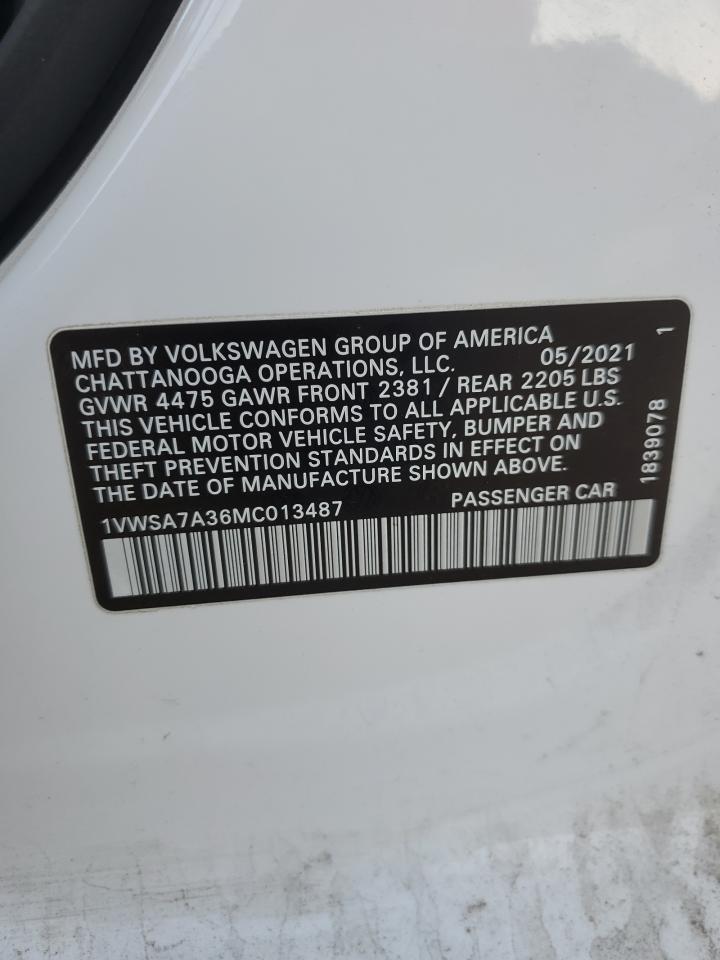 MFD BY VOLKSWAGEN GROUP OF AMERICA
CHATTANOOGA OPERATIONS, LLC. 05/2021
GVWR 4475 GAWR FRONT 2381 / REAR 2205 LBS
THIS VEHICLE CONFORMS TO ALL APPLICABLE U.S.
FEDERAL MOTOR VEHICLE SAFETY, BUMPER AND
THEFT PREVENTION STANDARDS IN EFFECT ON
THE DATE OF MANUFACTURE SHOWN ABOVE.
1VWSA7A36MC013487 PASSENGER CAR
1839078 1